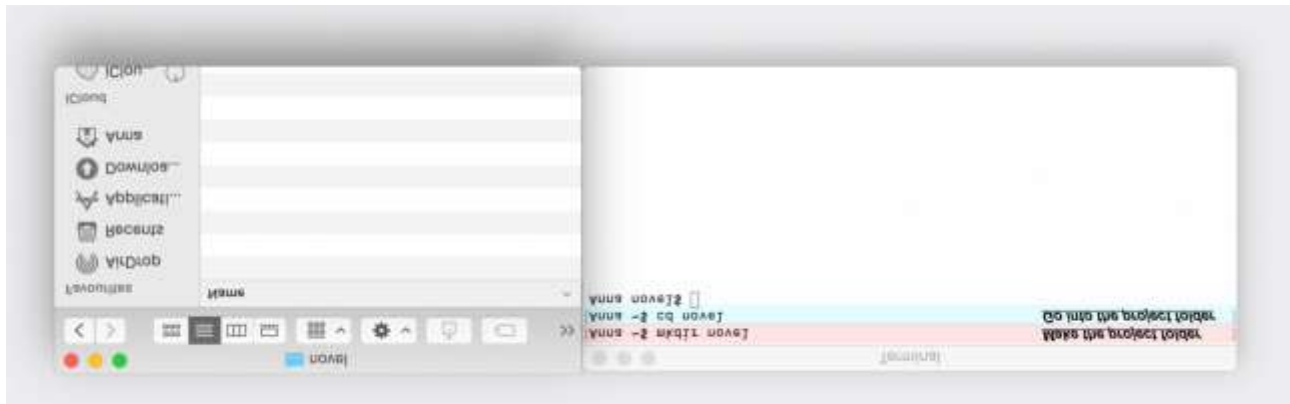 novel
Name
Favourites
AirDrop
Recents
Applicati...
Downloa...
Anna
iCloud
iClou...
Terminal
Anna ~$ mkdir novel Make the project folder
Anna ~$ cd novel Go into the project folder
Anna novel$